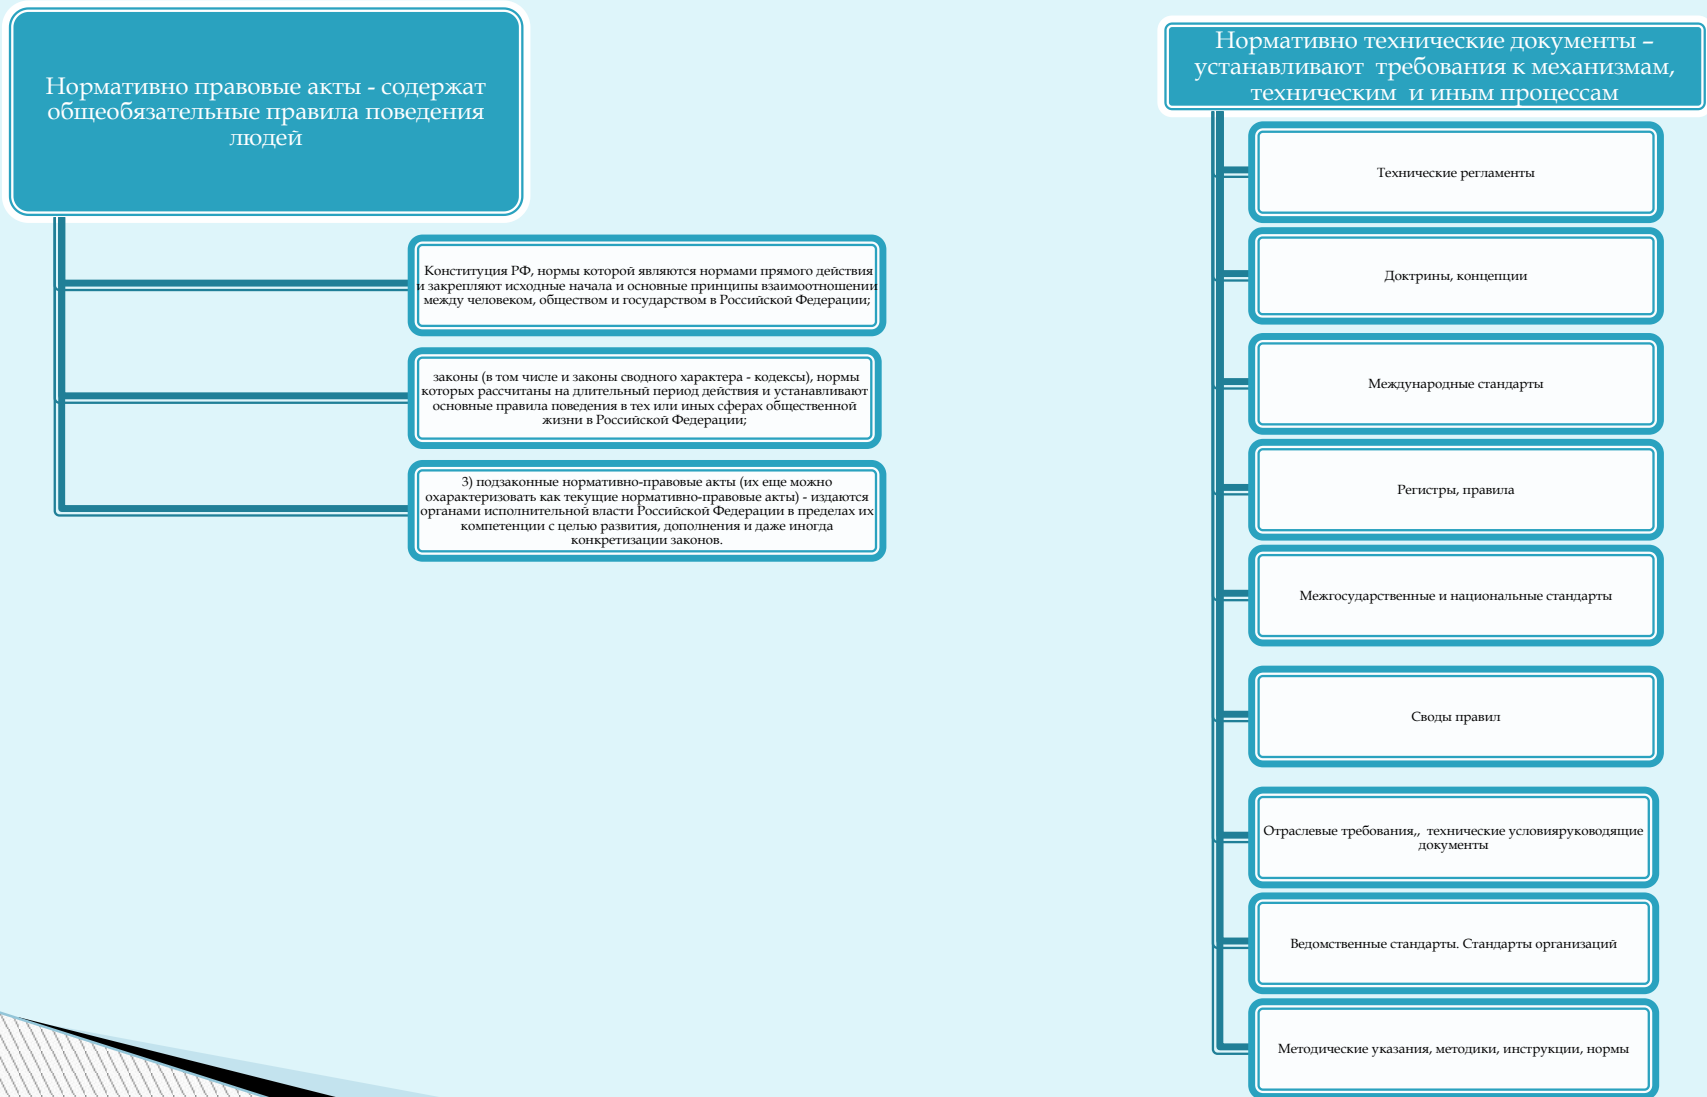 Нормативно правовые акты - содержат
общеобязательные правила поведения
людей
Конституция РФ, нормы которой являются нормами прямого действия
и закрепляют исходные начала и основные принципы взаимоотношении
между человеком, обществом и государством в Российской Федерации;
законы (в том числе и законы сводного характера - кодексы), нормы
которых рассчитаны на длительный период действия и устанавливают
основные правила поведения в тех или иных сферах общественной
жизни в Российской Федерации;
3) подзаконные нормативно-правовые акты (их еще можно
охарактеризовать как текущие нормативно-правовые акты) - издаются
органами исполнительной власти Российской Федерации в пределах их
компетенции с целью развития, дополнения и даже иногда
конкретизации законов.
Нормативно технические документы –
устанавливают требования к механизмам,
техническим и иным процессам
Технические регламенты
Доктрины, концепции
Международные стандарты
Регистры, правила
Межгосударственные и национальные стандарты
Своды правил
Отраслевые требования,, технические условияруководящие
документы
Ведомственные стандарты. Стандарты организаций
Методические указания, методики, инструкции, нормы